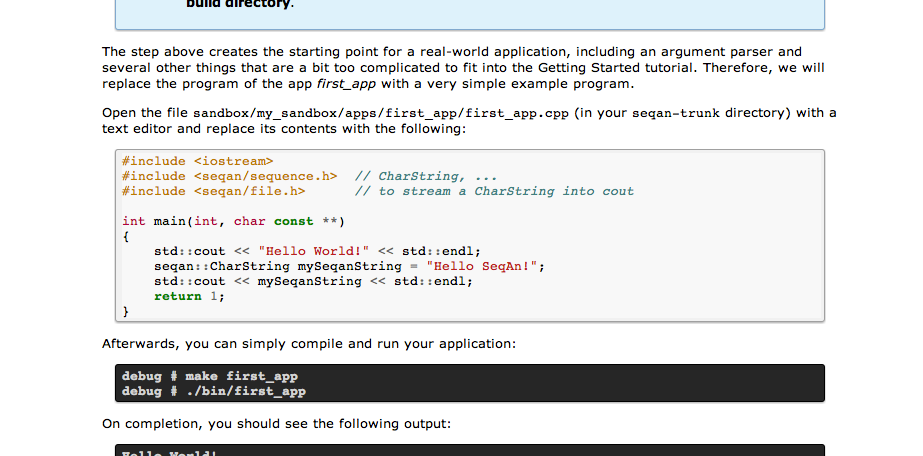 build directory.
The step above creates the starting point for a real-world application, including an argument parser and
several other things that are a bit too complicated to fit into the Getting Started tutorial. Therefore, we will
replace the program of the app first_app with a very simple example program.
Open the file sandbox/my_sandbox/apps/first_app/first_app.cpp (in your seqan-trunk directory) with a
text editor and replace its contents with the following:
#include <iostream>
#include <seqan/sequence.h>  // CharString, ...
#include <seqan/file.h>      // to stream a CharString into cout
int main(int, char const **)
{
    std::cout << "Hello World!" << std::endl;
    seqan::CharString mySeqanString = "Hello SeqAn!";
    std::cout << mySeqanString << std::endl;
    return 1;
}
Afterwards, you can simply compile and run your application:
debug # make first_app
debug # ./bin/first_app
On completion, you should see the following output:
Hello World!